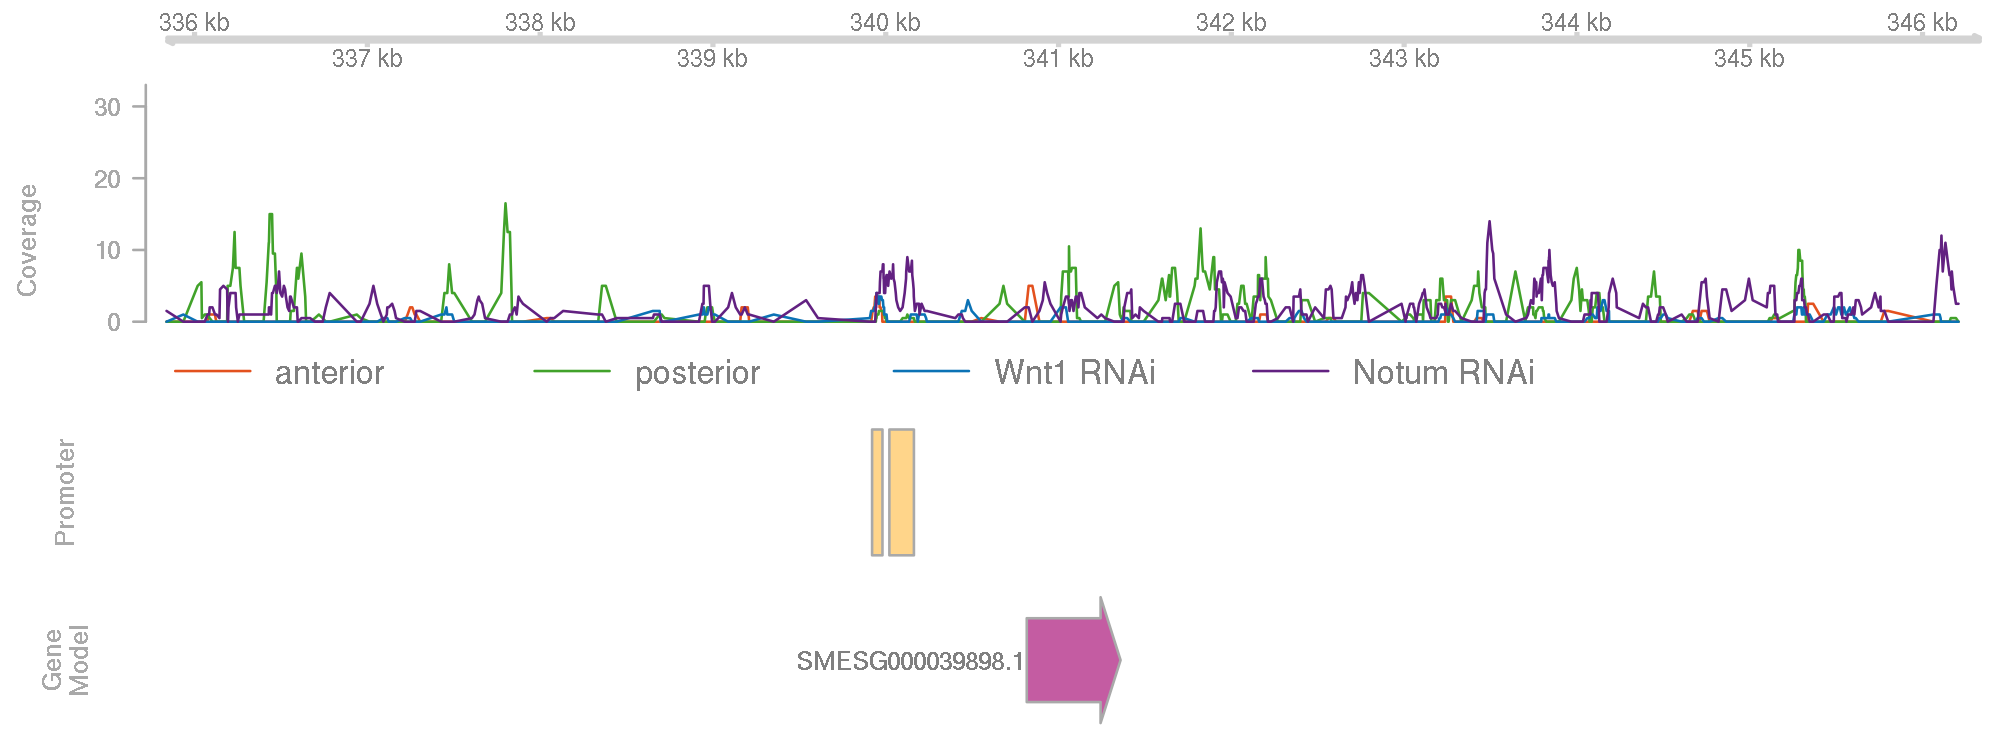 336 kb 338 kb 340 kb 342 kb 344 kb 346 kb
337 kb 339 kb 341 kb 343 kb 345 kb
30
20
10
0
Coverage
anterior posterior Wnt1 RNAi Notum RNAi
Promoter
SMESG000039898.1
Gene
Model